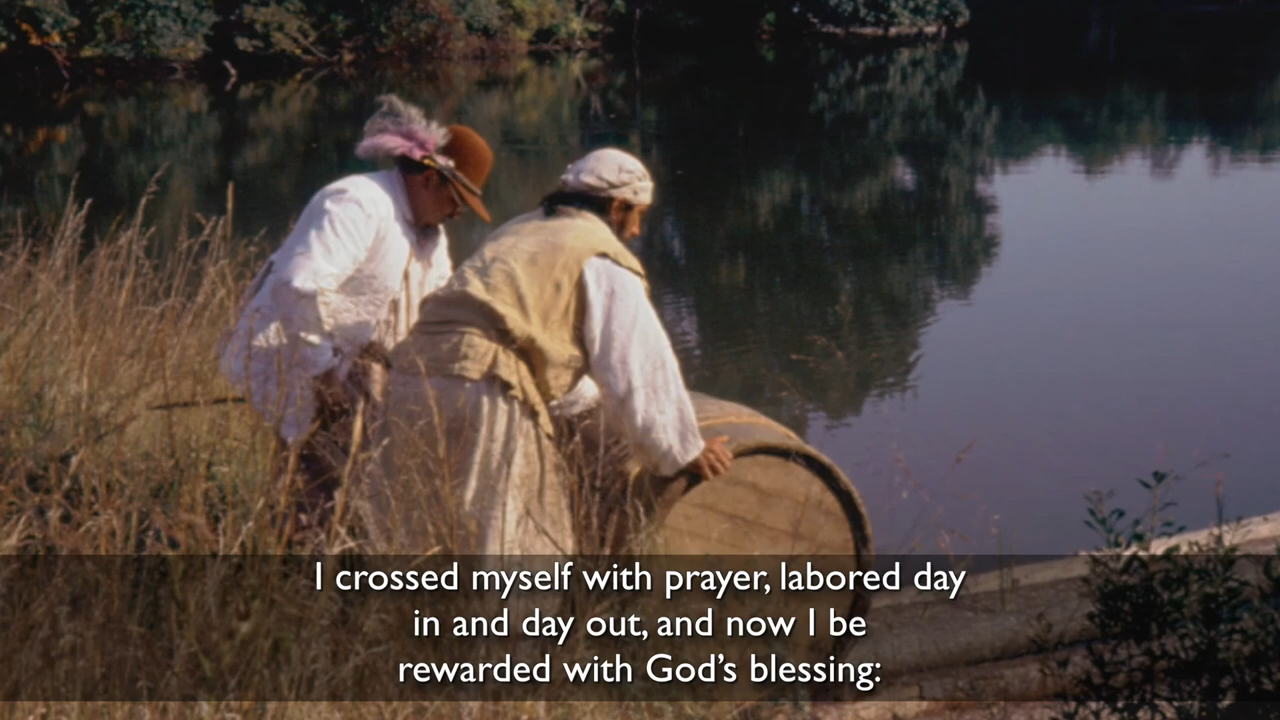 I crossed myself with prayer, labored day
in and day out, and now I be
rewarded with God’s blessing: